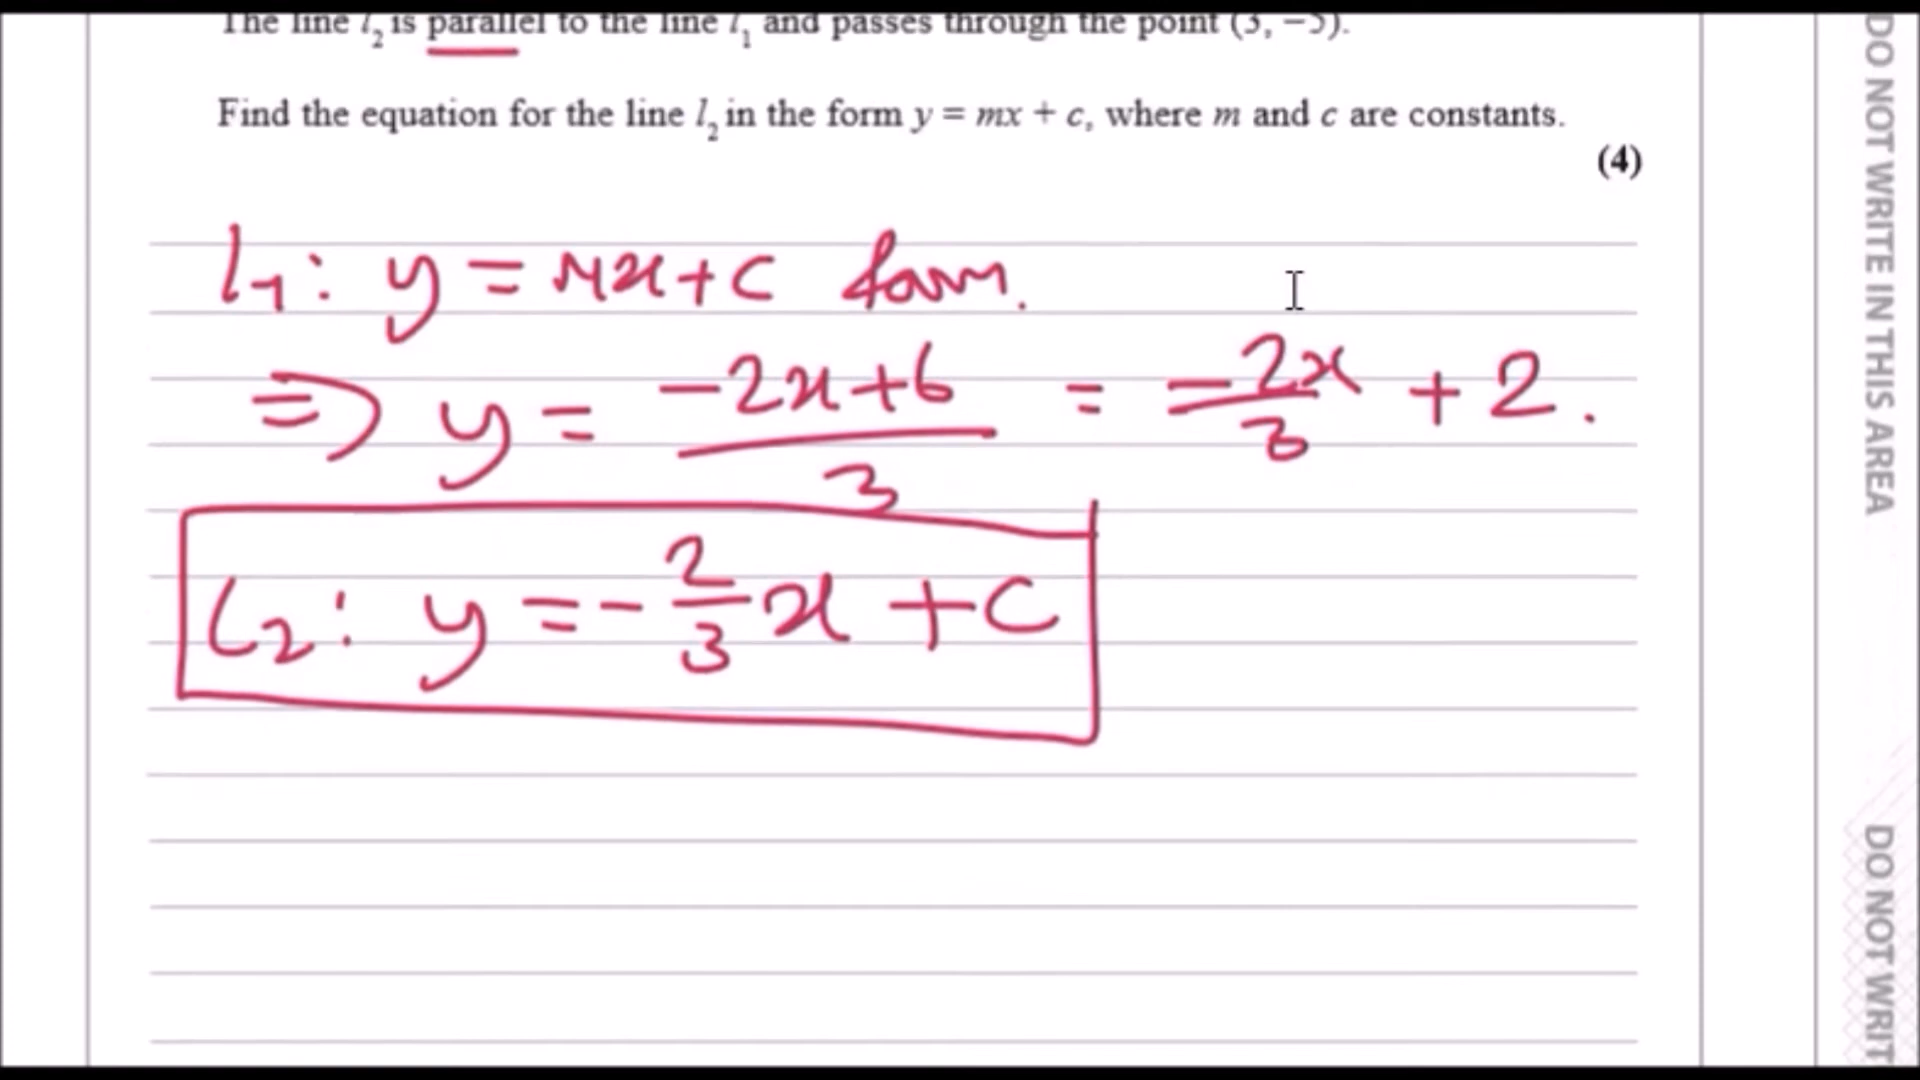 The line l₂ is parallel to the line l₁ and passes through the point (3, −5).
Find the equation for the line l₂ in the form y = mx + c, where m and c are constants.
(4)
l₁: y = mx+c form.
⇒ y = (-2x+6)/3 = -2x/3 + 2.
l₂: y = -2/3 x + c
DO NOT WRITE IN THIS AREA
DO NOT WRIT